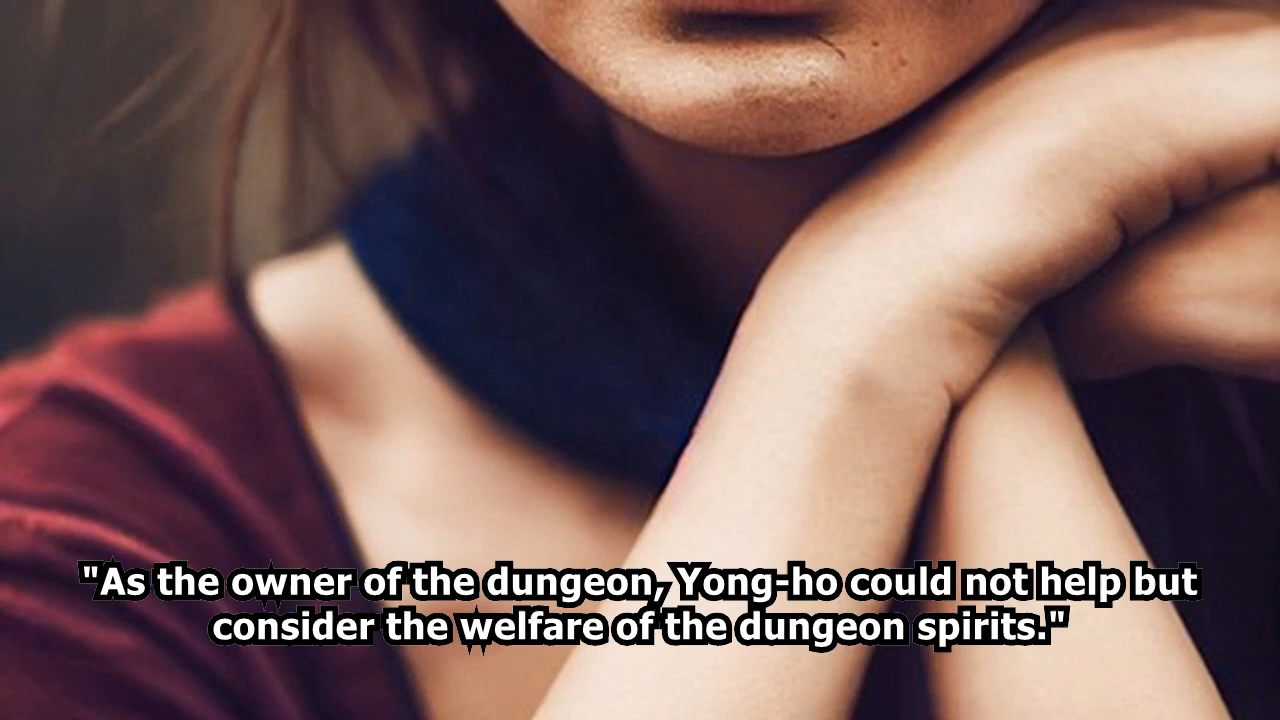 "As the owner of the dungeon, Yong-ho could not help but
consider the welfare of the dungeon spirits."